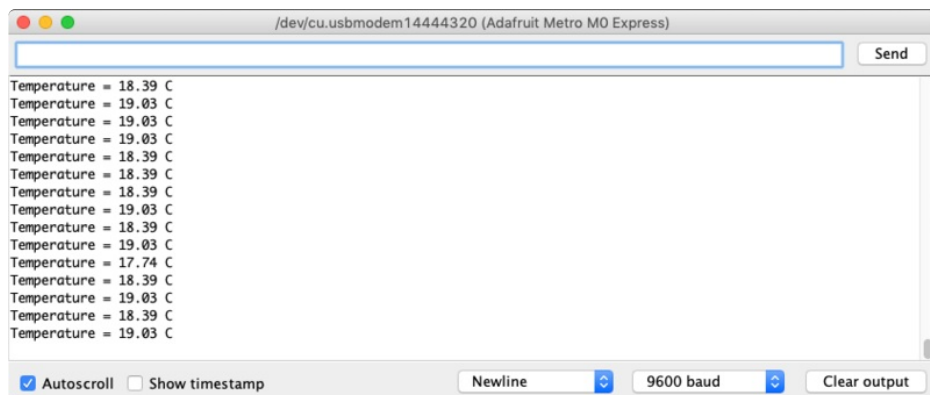 /dev/cu.usbmodem14444320 (Adafruit Metro M0 Express)
Send
Temperature = 18.39 C
Temperature = 19.03 C
Temperature = 19.03 C
Temperature = 19.03 C
Temperature = 18.39 C
Temperature = 18.39 C
Temperature = 18.39 C
Temperature = 19.03 C
Temperature = 18.39 C
Temperature = 19.03 C
Temperature = 17.74 C
Temperature = 18.39 C
Temperature = 19.03 C
Temperature = 18.39 C
Temperature = 19.03 C
Autoscroll Show timestamp Newline 9600 baud Clear output